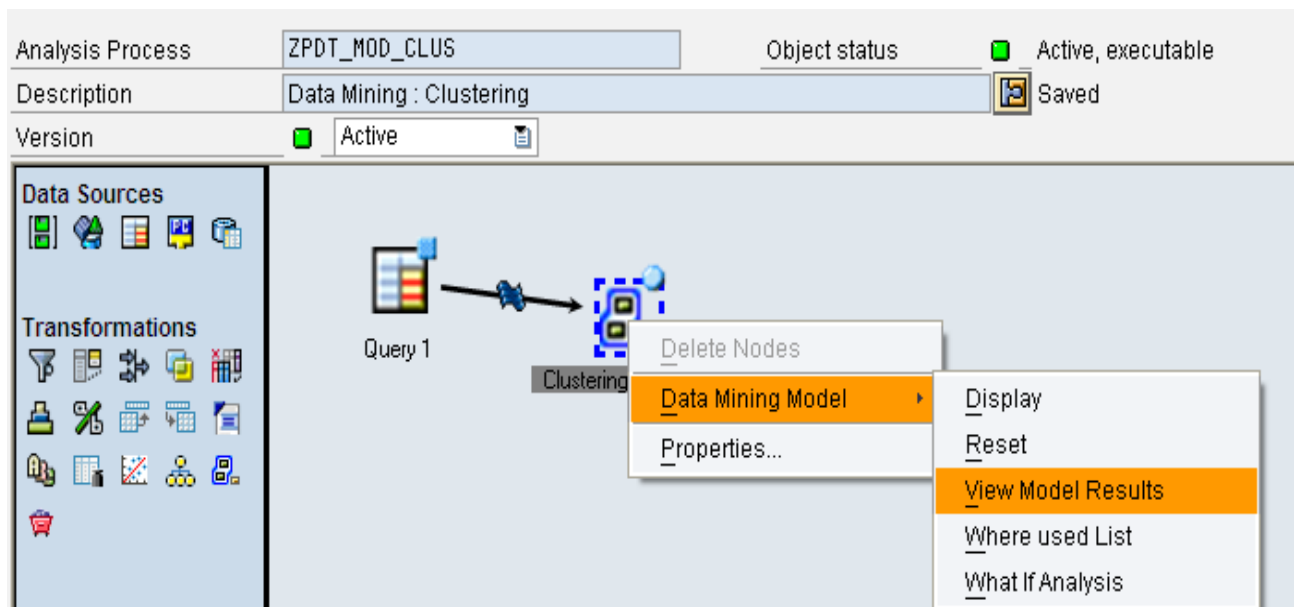 Analysis Process ZPDT_MOD_CLUS Object status Active, executable
Description Data Mining : Clustering Saved
Version Active
Data Sources
Transformations
Query 1
Clustering
Delete Nodes
Data Mining Model
Properties...
Display
Reset
View Model Results
Where used List
What If Analysis